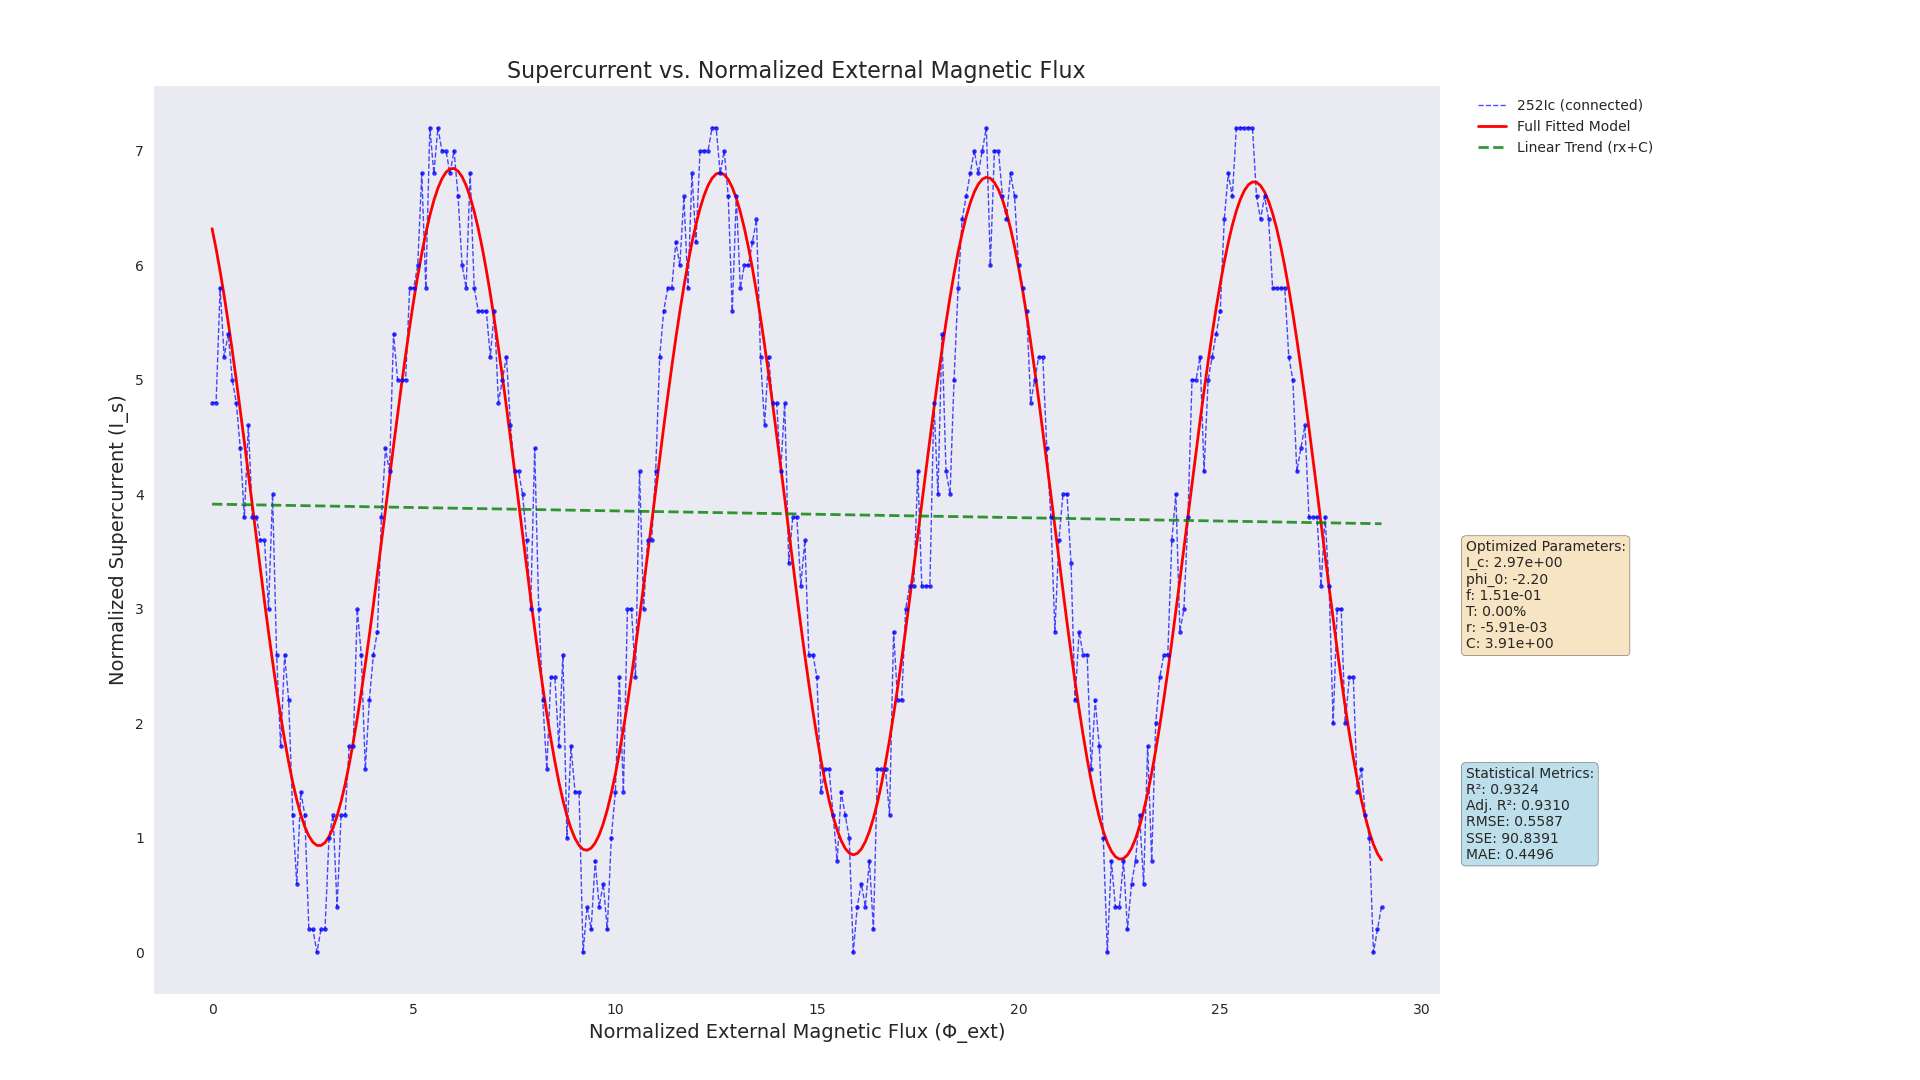 Supercurrent vs. Normalized External Magnetic Flux
252Ic (connected)
Full Fitted Model
Linear Trend (rx+C)
7
6
5
4
3
2
1
0
Normalized Supercurrent (I_s)
0 5 10 15 20 25 30
Normalized External Magnetic Flux (Φ_ext)
Optimized Parameters:
I_c: 2.97e+00
phi_0: -2.20
f: 1.51e-01
T: 0.00%
r: -5.91e-03
C: 3.91e+00
Statistical Metrics:
R²: 0.9324
Adj. R²: 0.9310
RMSE: 0.5587
SSE: 90.8391
MAE: 0.4496